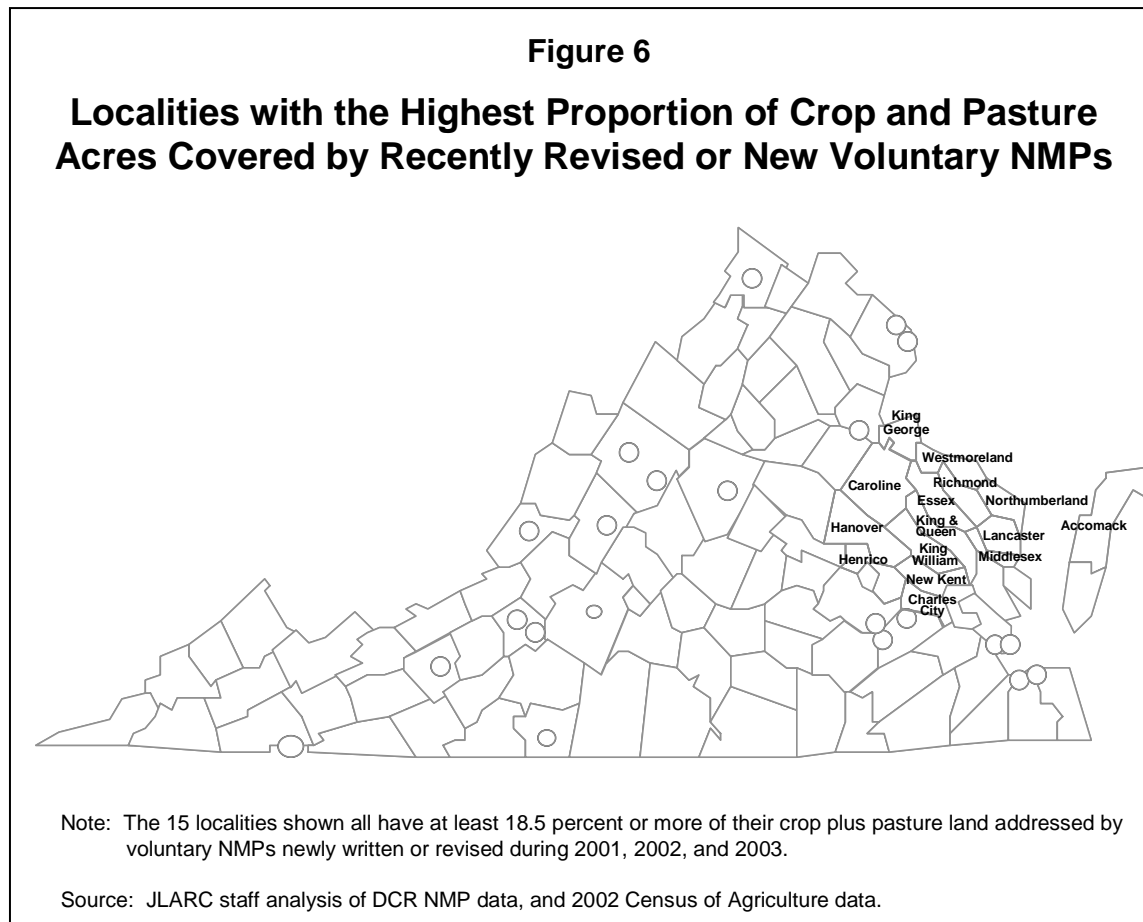 Figure 6
Localities with the Highest Proportion of Crop and Pasture
Acres Covered by Recently Revised or New Voluntary NMPs
King
George
Westmoreland
Caroline
Richmond
Essex
Northumberland
Accomack
Hanover
King &
Queen
Lancaster
Henrico
King
William
Middlesex
New Kent
Charles
City
Note: The 15 localities shown all have at least 18.5 percent or more of their crop plus pasture land addressed by
voluntary NMPs newly written or revised during 2001, 2002, and 2003.
Source: JLARC staff analysis of DCR NMP data, and 2002 Census of Agriculture data.